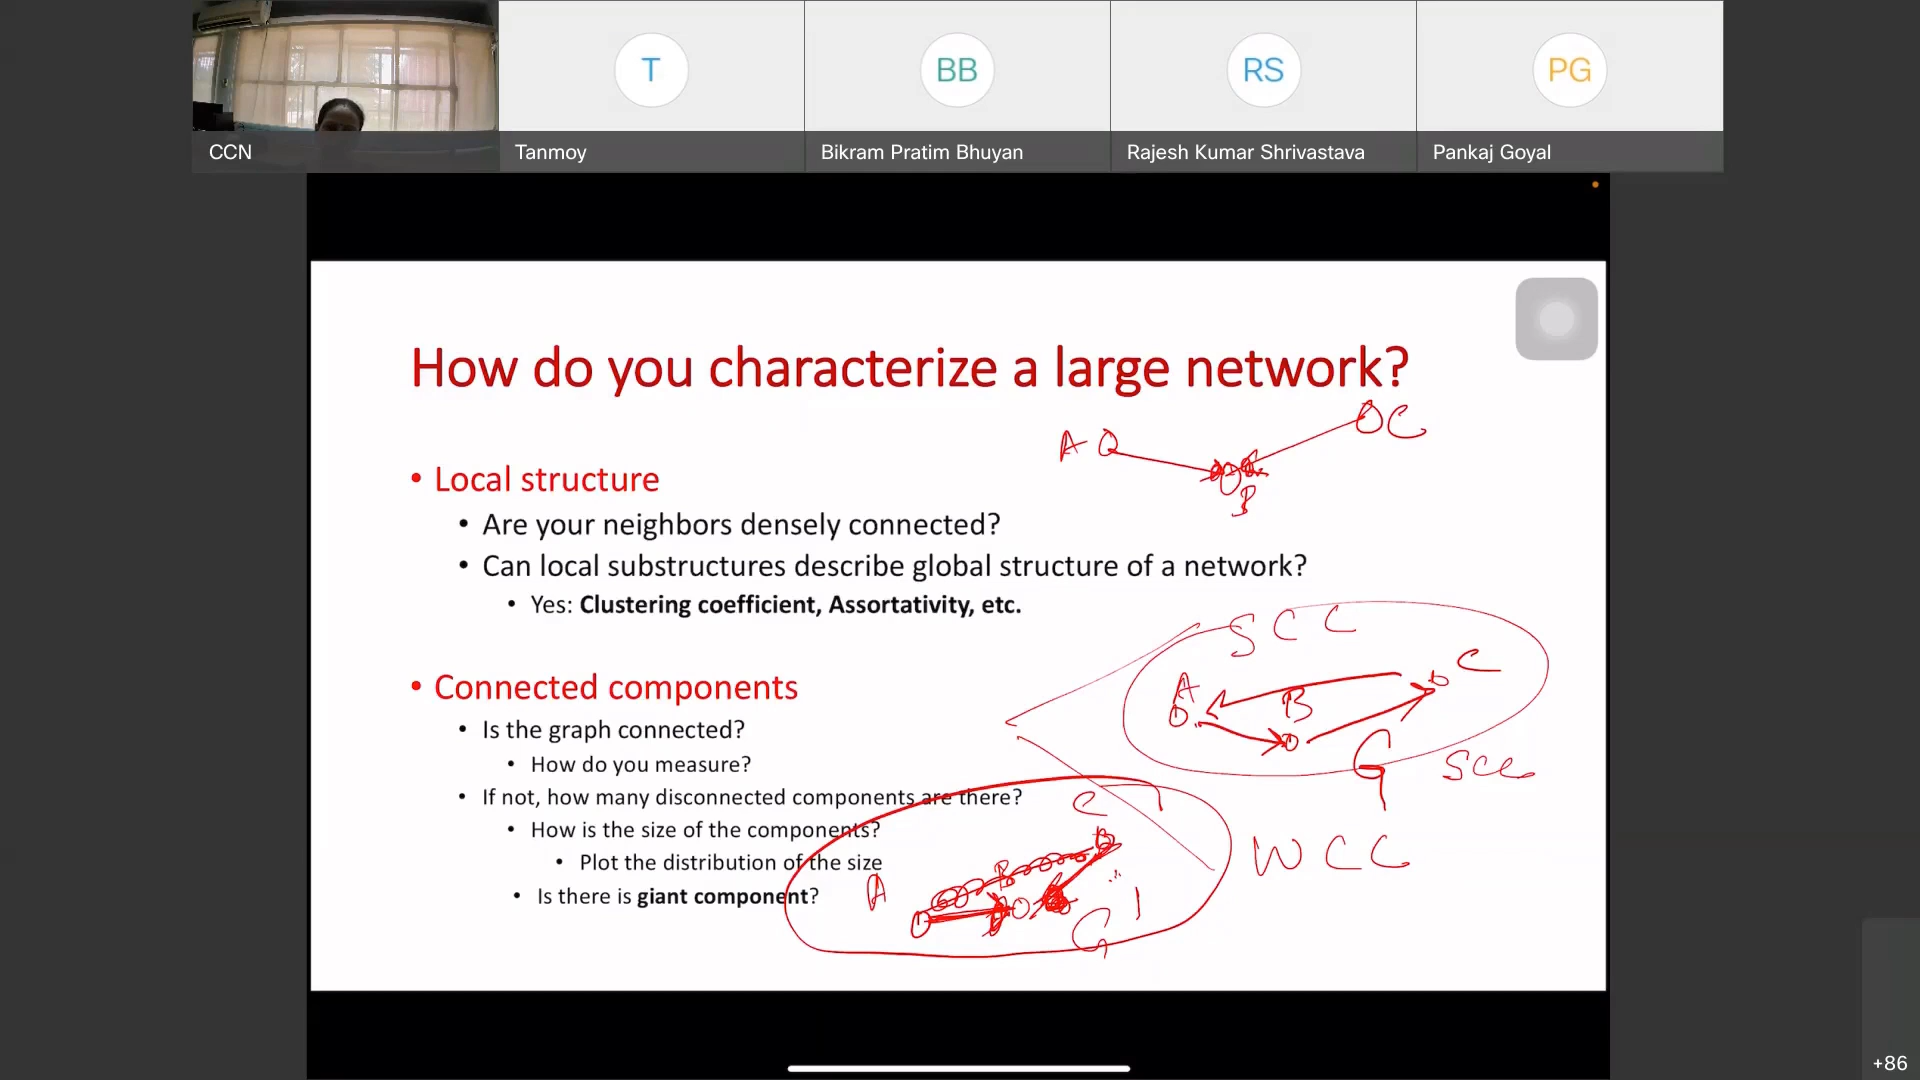 T
BB
RS
PG
CCN
Tanmoy
Bikram Pratim Bhuyan
Rajesh Kumar Shrivastava
Pankaj Goyal
How do you characterize a large network?
A
C
B
• Local structure
• Are your neighbors densely connected?
• Can local substructures describe global structure of a network?
• Yes: Clustering coefficient, Assortativity, etc.
SCC
A
B
C
G
SCC
• Connected components
• Is the graph connected?
• How do you measure?
• If not, how many disconnected components are there?
• How is the size of the components?
• Plot the distribution of the size
• Is there is giant component?
C
B
A
G
WCC
+86